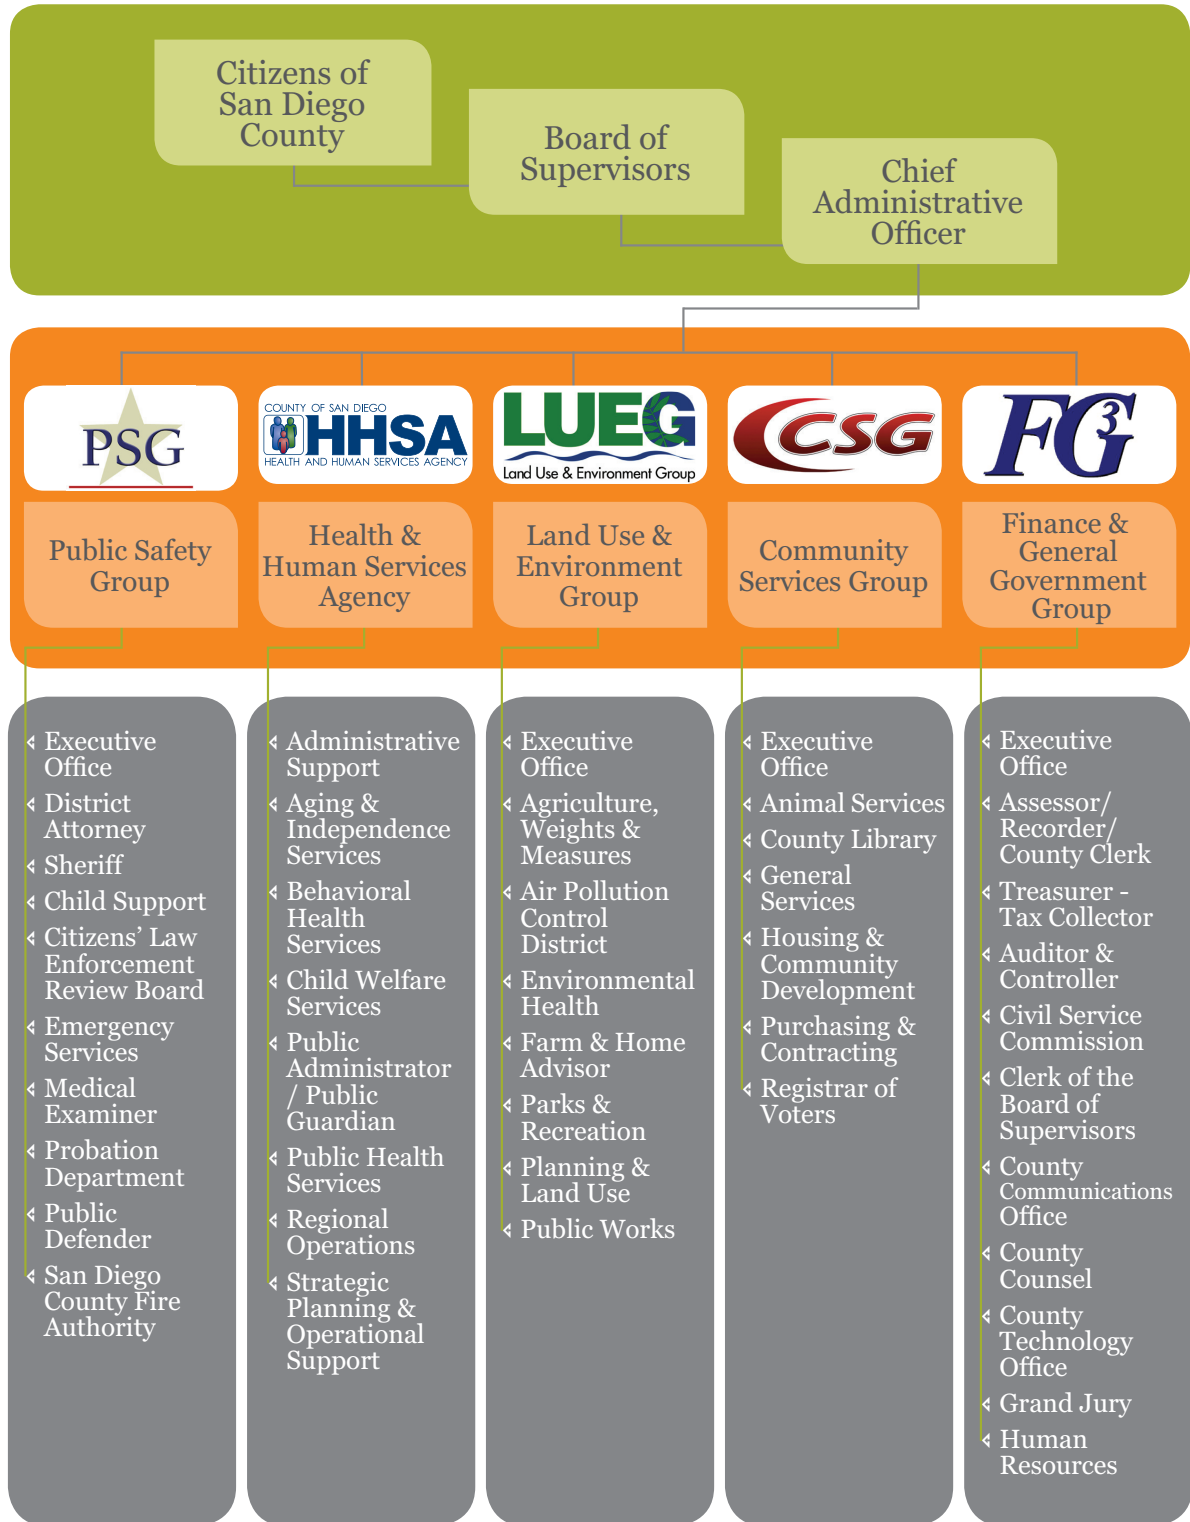 Citizens of
San Diego
County
Board of
Supervisors
Chief
Administrative
Officer
PSG
COUNTY OF SAN DIEGO
HHSA
HEALTH AND HUMAN SERVICES AGENCY
LUEG
Land Use & Environment Group
CSG
FG3
Public Safety
Group
Health &
Human Services
Agency
Land Use &
Environment
Group
Community
Services Group
Finance &
General
Government
Group
Executive
Office
District
Attorney
Sheriff
Child Support
Citizens’ Law
Enforcement
Review Board
Emergency
Services
Medical
Examiner
Probation
Department
Public
Defender
San Diego
County Fire
Authority
Administrative
Support
Aging &
Independence
Services
Behavioral
Health
Services
Child Welfare
Services
Public
Administrator
/ Public
Guardian
Public Health
Services
Regional
Operations
Strategic
Planning &
Operational
Support
Executive
Office
Agriculture,
Weights &
Measures
Air Pollution
Control
District
Environmental
Health
Farm & Home
Advisor
Parks &
Recreation
Planning &
Land Use
Public Works
Executive
Office
Animal Services
County Library
General
Services
Housing &
Community
Development
Purchasing &
Contracting
Registrar of
Voters
Executive
Office
Assessor/
Recorder/
County Clerk
Treasurer -
Tax Collector
Auditor &
Controller
Civil Service
Commission
Clerk of the
Board of
Supervisors
County
Communications
Office
County
Counsel
County
Technology
Office
Grand Jury
Human
Resources